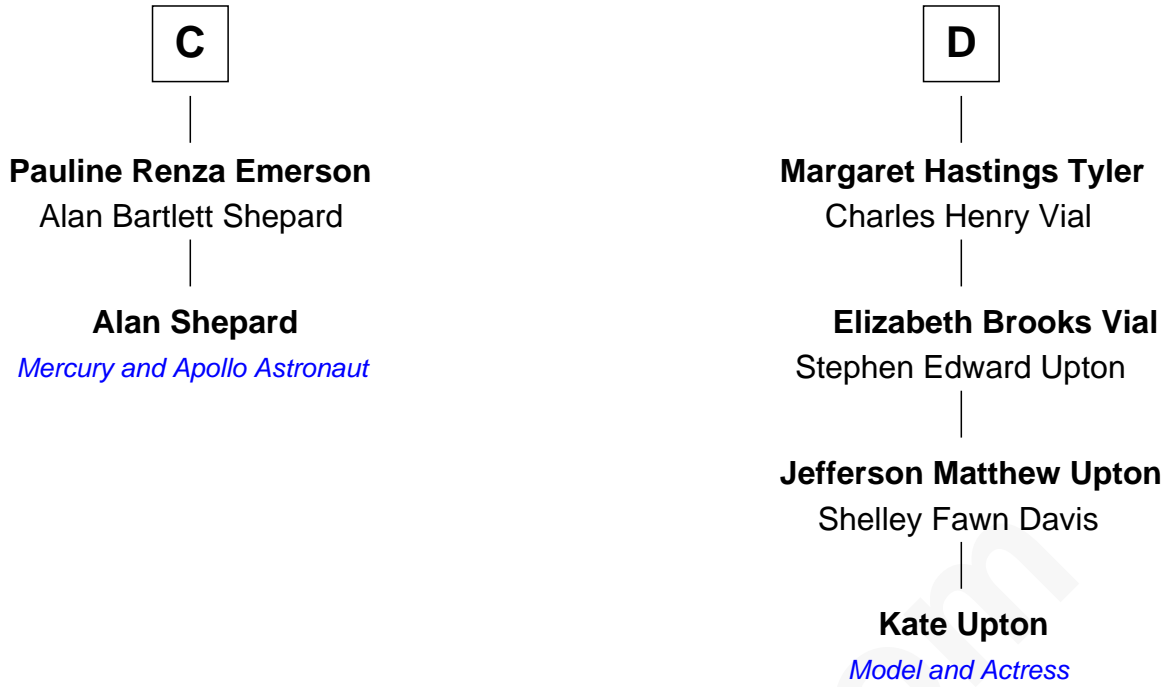 C
Pauline Renza Emerson
Alan Bartlett Shepard
Alan Shepard
Mercury and Apollo Astronaut
D
Margaret Hastings Tyler
Charles Henry Vial
Elizabeth Brooks Vial
Stephen Edward Upton
Jefferson Matthew Upton
Shelley Fawn Davis
Kate Upton
Model and Actress